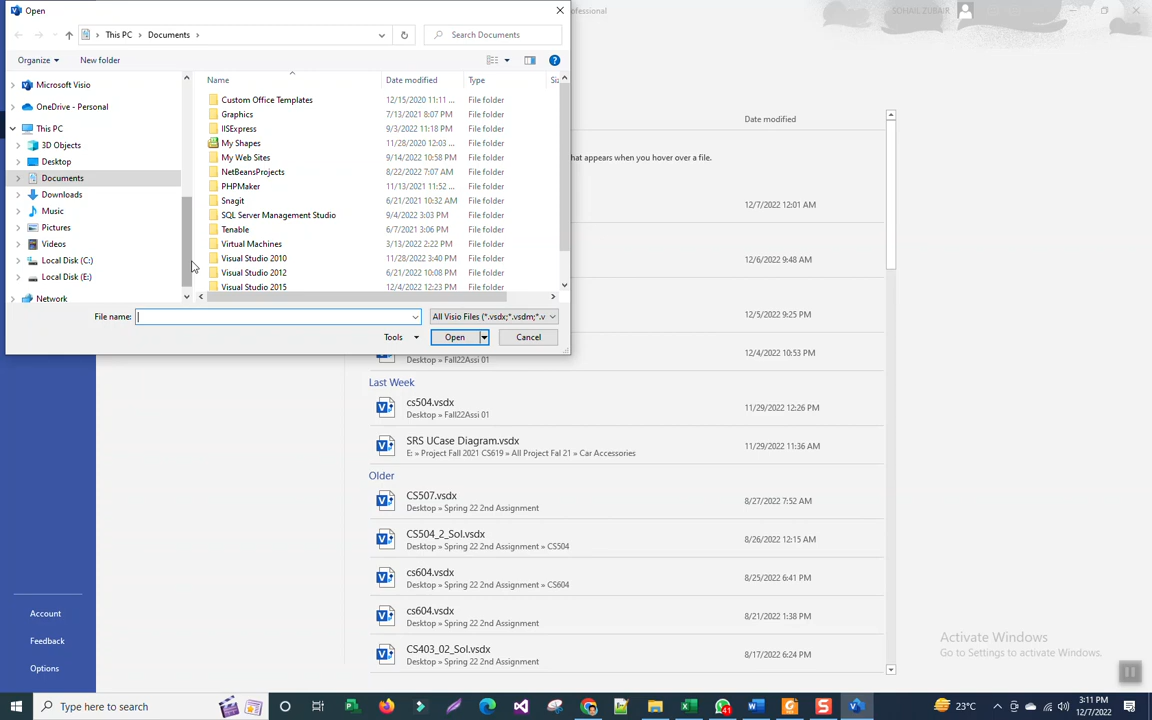 Open
ofessional
SOHAIL ZUBAIR
This PC > Documents >
Search Documents
Organize
New folder
Microsoft Visio
OneDrive - Personal
This PC
3D Objects
Desktop
Documents
Downloads
Music
Pictures
Videos
Local Disk (C:)
Local Disk (E:)
Network
Name Date modified Type Siz
Custom Office Templates 12/15/2020 11:11 ... File folder
Graphics 7/13/2021 8:07 PM File folder
IISExpress 9/3/2022 11:18 PM File folder
My Shapes 11/28/2020 12:03 ... File folder
My Web Sites 9/14/2022 10:58 PM File folder
NetBeansProjects 8/22/2022 7:07 AM File folder
PHPMaker 11/13/2021 11:52 ... File folder
Snagit 6/21/2021 10:32 AM File folder
SQL Server Management Studio 9/4/2022 3:03 PM File folder
Tenable 6/7/2021 3:06 PM File folder
Virtual Machines 3/13/2022 2:22 PM File folder
Visual Studio 2010 11/28/2022 3:40 PM File folder
Visual Studio 2012 6/21/2022 10:08 PM File folder
Visual Studio 2015 12/4/2022 12:23 PM File folder
File name:
All Visio Files (*.vsdx;*.vsdm;*.v
Tools
Open
Cancel
Date modified
hat appears when you hover over a file.
12/7/2022 12:01 AM
12/6/2022 9:48 AM
12/5/2022 9:25 PM
12/4/2022 10:53 PM
Desktop » Fall22Assi 01
Last Week
cs504.vsdx
Desktop » Fall22Assi 01
11/29/2022 12:26 PM
SRS UCase Diagram.vsdx
E: » Project Fall 2021 CS619 » All Project Fal 21 » Car Accessories
11/29/2022 11:36 AM
Older
CS507.vsdx
Desktop » Spring 22 2nd Assignment
8/27/2022 7:52 AM
CS504_2_Sol.vsdx
Desktop » Spring 22 2nd Assignment » CS504
8/26/2022 12:15 AM
cs604.vsdx
Desktop » Spring 22 2nd Assignment » CS604
8/25/2022 6:41 PM
cs604.vsdx
Desktop » Spring 22 2nd Assignment
8/21/2022 1:38 PM
CS403_02_Sol.vsdx
Desktop » Spring 22 2nd Assignment
8/17/2022 6:24 PM
Account
Feedback
Options
Activate Windows
Go to Settings to activate Windows.
Type here to search
41
23°C
3:11 PM
12/7/2022